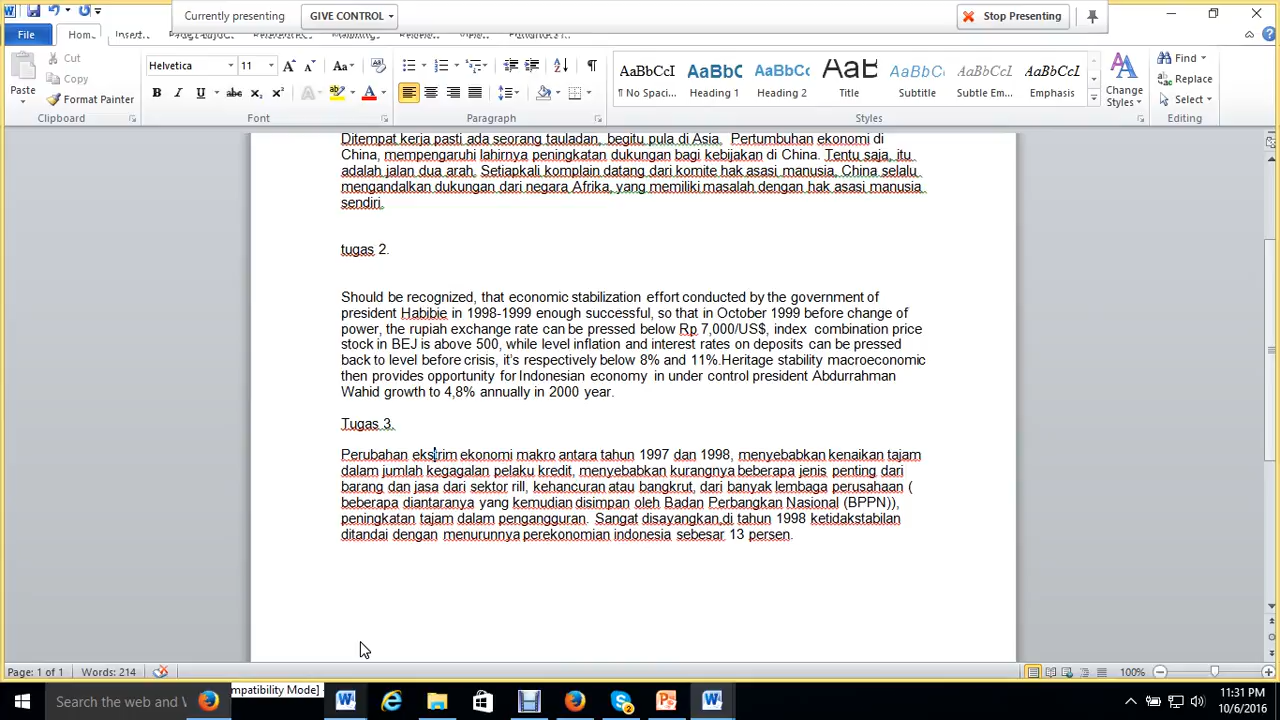 Currently presenting
GIVE CONTROL
Stop Presenting
File
Cut
Copy
Format Painter
Paste
Clipboard
Helvetica
11
Font
Paragraph
AaBbCcI
¶ No Spaci...
AaBbC
Heading 1
AaBbCc
Heading 2
AaB
Title
AaBbCcI
Subtitle
AaBbCcI
Subtle Em...
AaBbCcI
Emphasis
Change
Styles
Styles
Find
Replace
Select
Editing
Ditempat kerja pasti ada seorang tauladan, begitu pula di Asia. Pertumbuhan ekonomi di
China, mempengaruhi lahirnya peningkatan dukungan bagi kebijakan di China. Tentu saja, itu
adalah jalan dua arah. Setiapkali komplain datang dari komite hak asasi manusia, China selalu
mengandalkan dukungan dari negara Afrika, yang memiliki masalah dengan hak asasi manusia
sendiri.
tugas 2.
Should be recognized, that economic stabilization effort conducted by the government of
president Habibie in 1998-1999 enough successful, so that in October 1999 before change of
power, the rupiah exchange rate can be pressed below Rp 7,000/US$, index combination price
stock in BEJ is above 500, while level inflation and interest rates on deposits can be pressed
back to level before crisis, it's respectively below 8% and 11%.Heritage stability macroeconomic
then provides opportunity for Indonesian economy in under control president Abdurrahman
Wahid growth to 4,8% annually in 2000 year.
Tugas 3.
Perubahan ekstrim ekonomi makro antara tahun 1997 dan 1998, menyebabkan kenaikan tajam
dalam jumlah kegagalan pelaku kredit, menyebabkan kurangnya beberapa jenis penting dari
barang dan jasa dari sektor rill, kehancuran atau bangkrut, dari banyak lembaga perusahaan (
beberapa diantaranya yang kemudian disimpan oleh Badan Perbangkan Nasional (BPPN)),
peningkatan tajam dalam pengangguran. Sangat disayangkan,di tahun 1998 ketidakstabilan
ditandai dengan menurunnya perekonomian indonesia sebesar 13 persen.
Page: 1 of 1
Words: 214
100%
Search the web and W
mpatibility Mode]
11:31 PM
10/6/2016